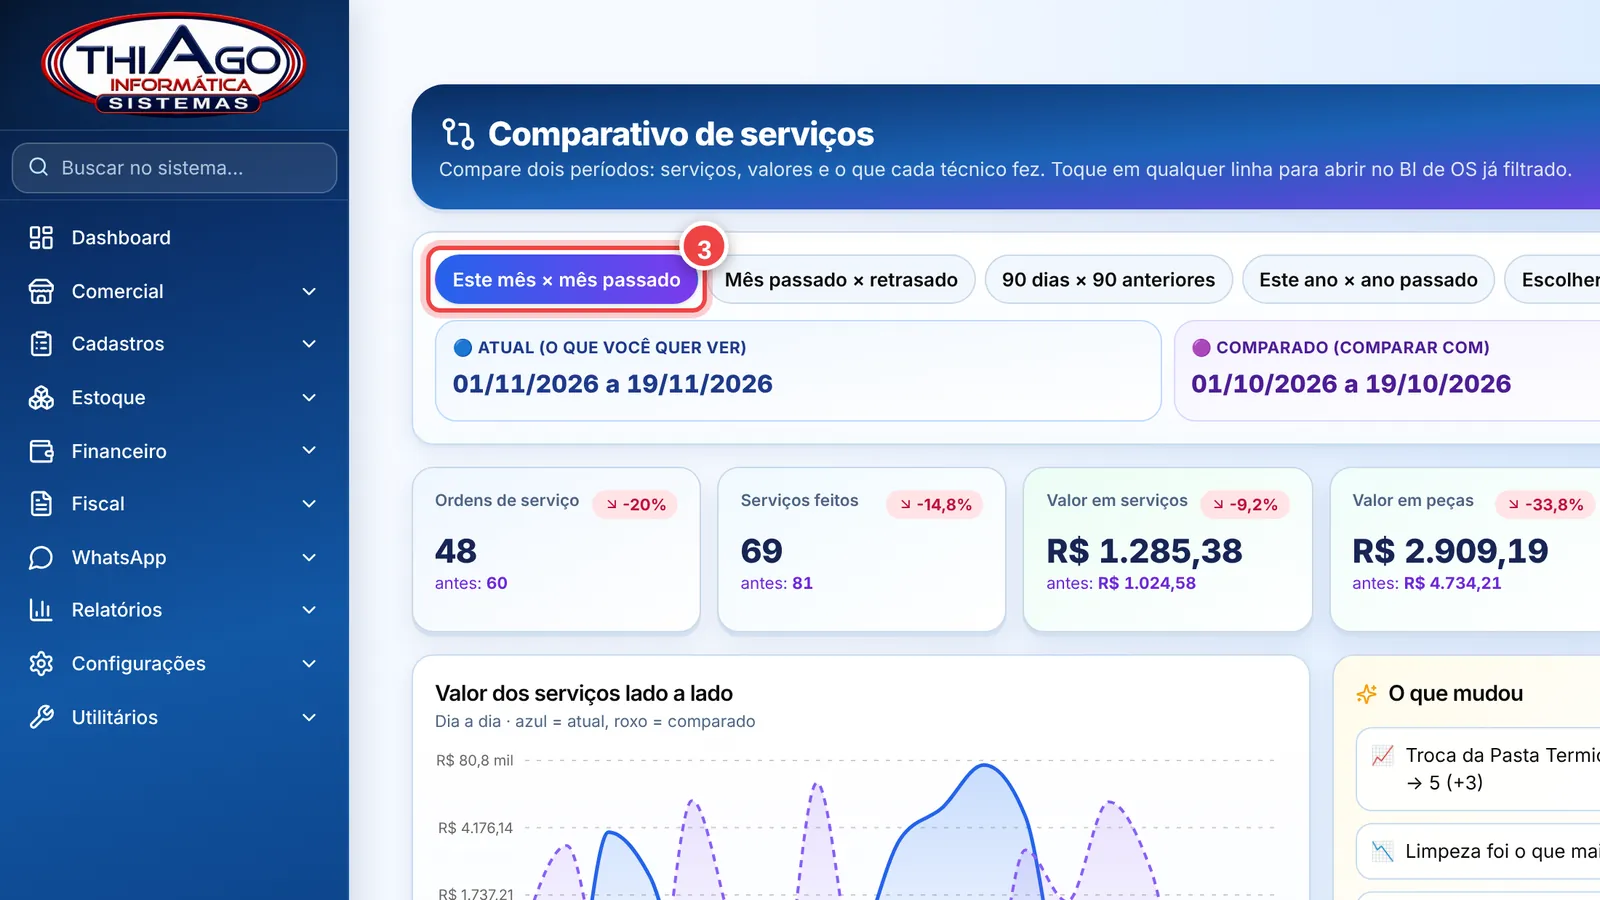 THIAGO
INFORMÁTICA
SISTEMAS
Buscar no sistema...
Dashboard
Comercial
Cadastros
Estoque
Financeiro
Fiscal
WhatsApp
Relatórios
Configurações
Utilitários
Comparativo de serviços
Compare dois períodos: serviços, valores e o que cada técnico fez. Toque em qualquer linha para abrir no BI de OS já filtrado.
3
Este mês × mês passado
Mês passado × retrasado
90 dias × 90 anteriores
Este ano × ano passado
Escolher
ATUAL (O QUE VOCÊ QUER VER)
01/11/2026 a 19/11/2026
COMPARADO (COMPARAR COM)
01/10/2026 a 19/10/2026
Ordens de serviço
↘ -20%
48
antes: 60
Serviços feitos
↘ -14,8%
69
antes: 81
Valor em serviços
↘ -9,2%
R$ 1.285,38
antes: R$ 1.024,58
Valor em peças
↘ -33,8%
R$ 2.909,19
antes: R$ 4.734,21
Valor dos serviços lado a lado
Dia a dia · azul = atual, roxo = comparado
R$ 80,8 mil
R$ 4.176,14
R$ 1.737,21
O que mudou
Troca da Pasta Termic
→ 5 (+3)
Limpeza foi o que mai